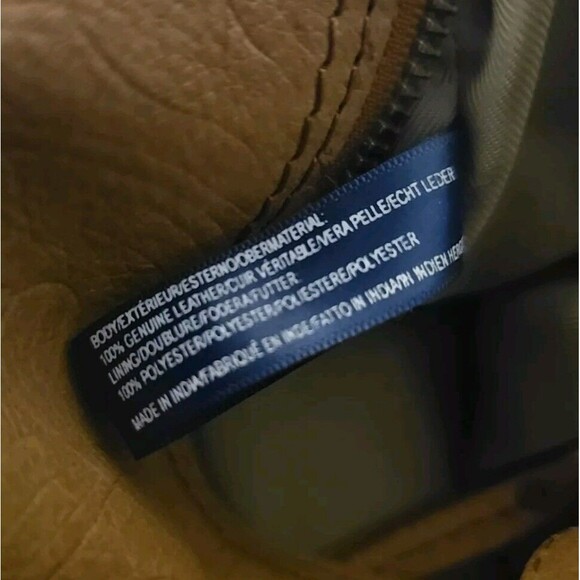 BODY/EXTÉRIEUR/ESTERNO/OBERMATERIAL:
100% GENUINE LEATHER/CUIR VÉRITABLE/VERA PELLE/ECHT LEDER
LINING/DOUBLURE/FODERA/FUTTER
100% POLYESTER/POLYESTER/POLIESTERE/POLYESTER
MADE IN INDIA/FABRIQUÉ EN INDE/FATTO IN INDIA/IN INDIEN